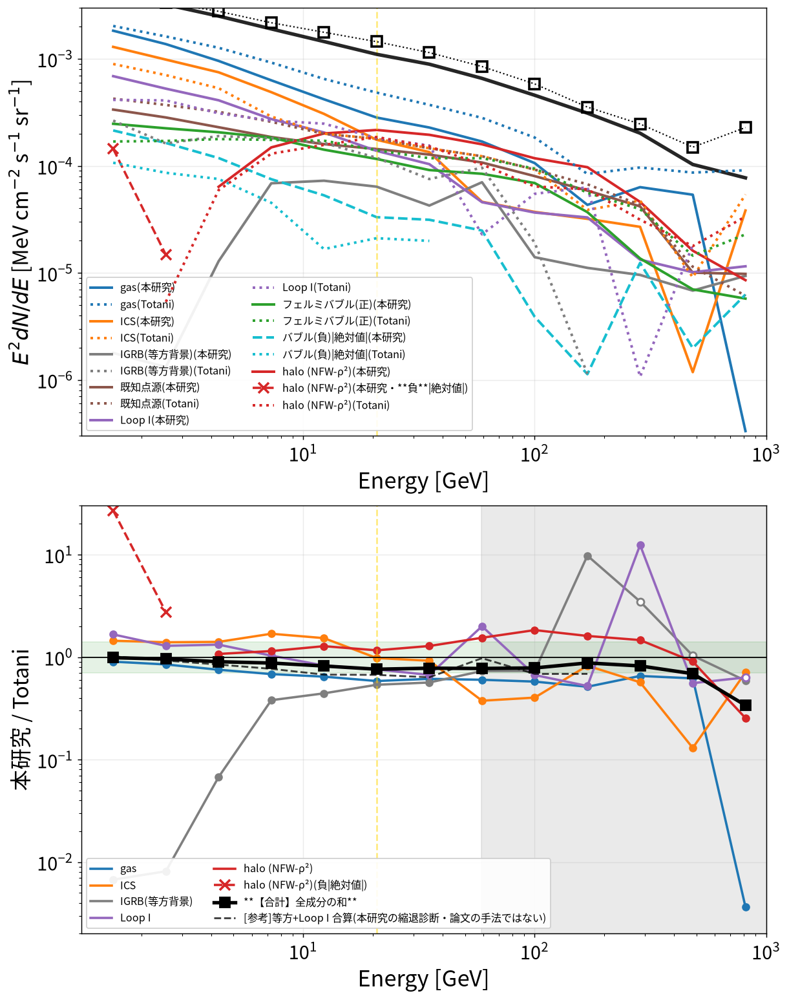 10⁻³
10⁻⁴
10⁻⁵
10⁻⁶
E² dN/dE [MeV cm⁻² s⁻¹ sr⁻¹]
gas(本研究)
gas(Totani)
ICS(本研究)
ICS(Totani)
IGRB(等方背景)(本研究)
IGRB(等方背景)(Totani)
既知点源(本研究)
既知点源(Totani)
Loop I(本研究)
Loop I(Totani)
フェルミバブル(正)(本研究)
フェルミバブル(正)(Totani)
バブル(負)|絶対値|(本研究)
バブル(負)|絶対値|(Totani)
halo (NFW-ρ²)(本研究)
halo (NFW-ρ²)(本研究・**負**|絶対値|)
halo (NFW-ρ²)(Totani)
10¹
10²
10³
Energy [GeV]
10¹
10⁰
10⁻¹
10⁻²
本研究 / Totani
gas
ICS
IGRB(等方背景)
Loop I
halo (NFW-ρ²)
halo (NFW-ρ²)(負|絶対値|)
**【合計】全成分の和**
[参考]等方+Loop I 合算(本研究の縮退診断・論文の手法ではない)
10¹
10²
10³
Energy [GeV]